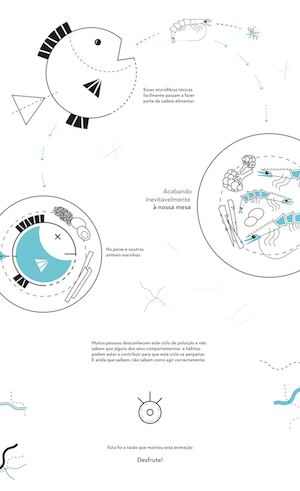 Essas microfibras tóxicas
facilmente passam a fazer
parte da cadeia alimentar.
Acabando
inevitavelmente
à nossa mesa
No peixe e noutros
animais marinhos
Muitas pessoas desconhecem este ciclo de poluição e não
sabem que alguns dos seus comportamentos e hábitos
podem estar a contribuir para que este ciclo se perpetue.
E ainda que saibam, não sabem como agir correctamente.
Esta foi a razão que motivou esta animação
Desfrute!